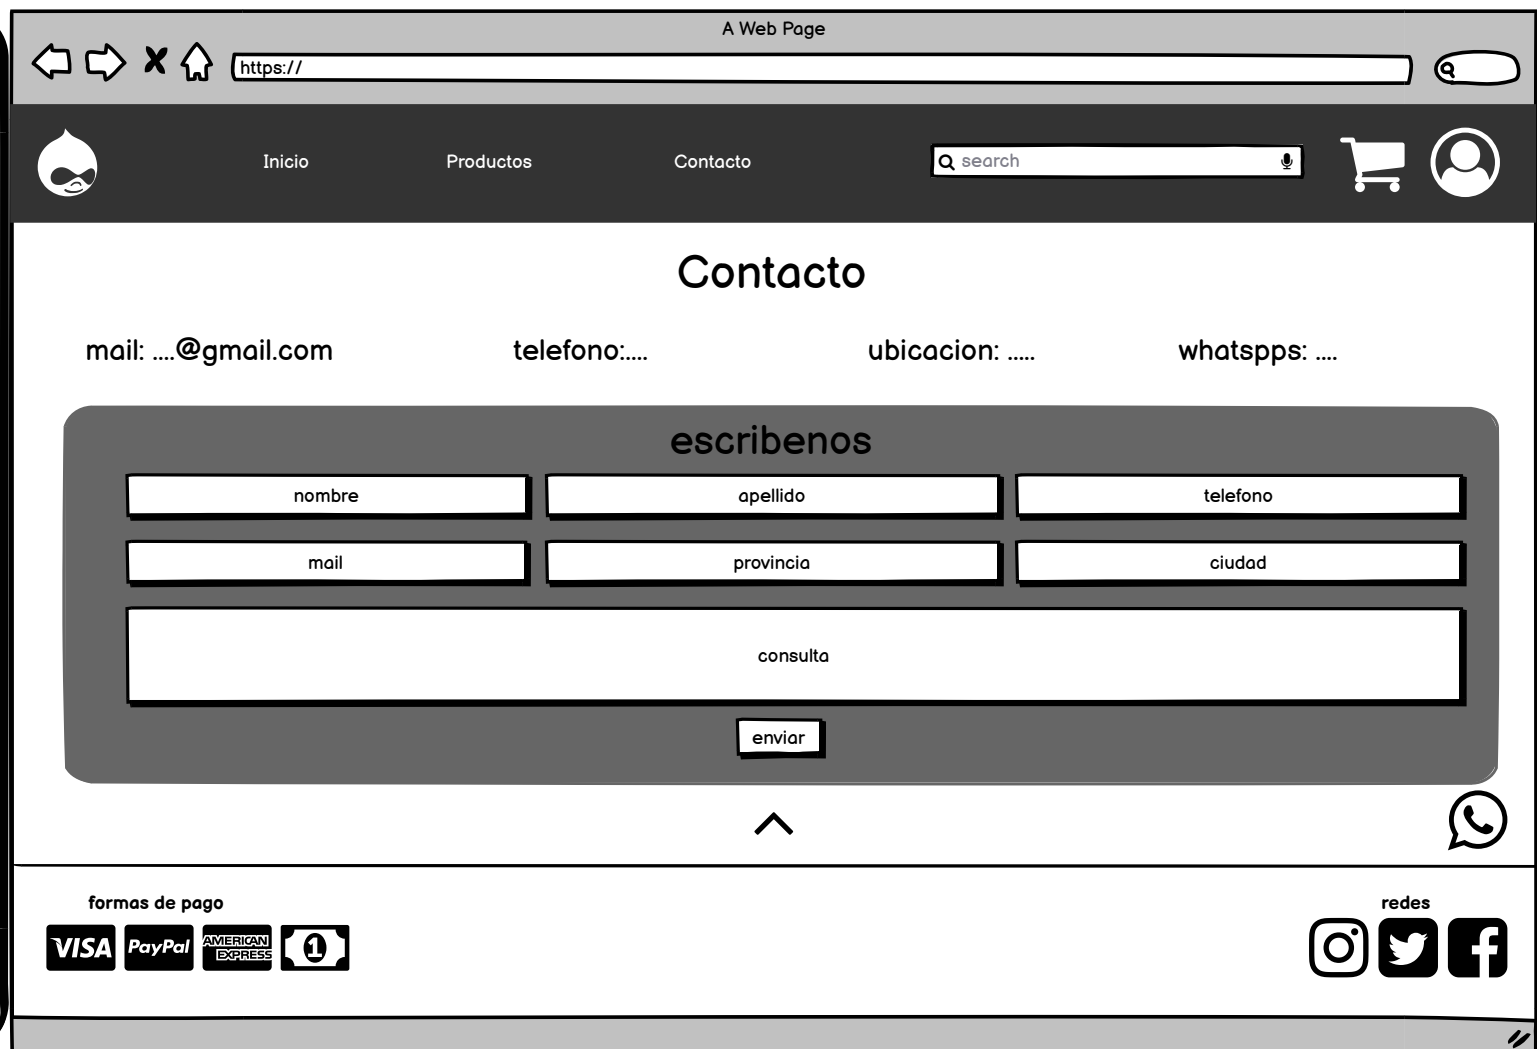 A Web Page
https://
Inicio
Productos
Contacto
search
Contacto
mail: ....@gmail.com
telefono:....
ubicacion: .....
whatspps: ....
escribenos
nombre
apellido
telefono
mail
provincia
ciudad
consulta
enviar
formas de pago
redes
VISA
PayPal
AMERICAN
EXPRESS
1